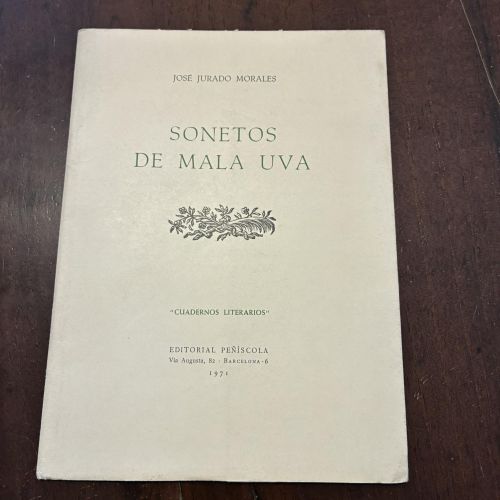 JOSÉ JURADO MORALES
SONETOS
DE MALA UVA
"CUADERNOS LITERARIOS"
EDITORIAL PEÑÍSCOLA
Vía Augusta, 82 - BARCELONA-6
1971